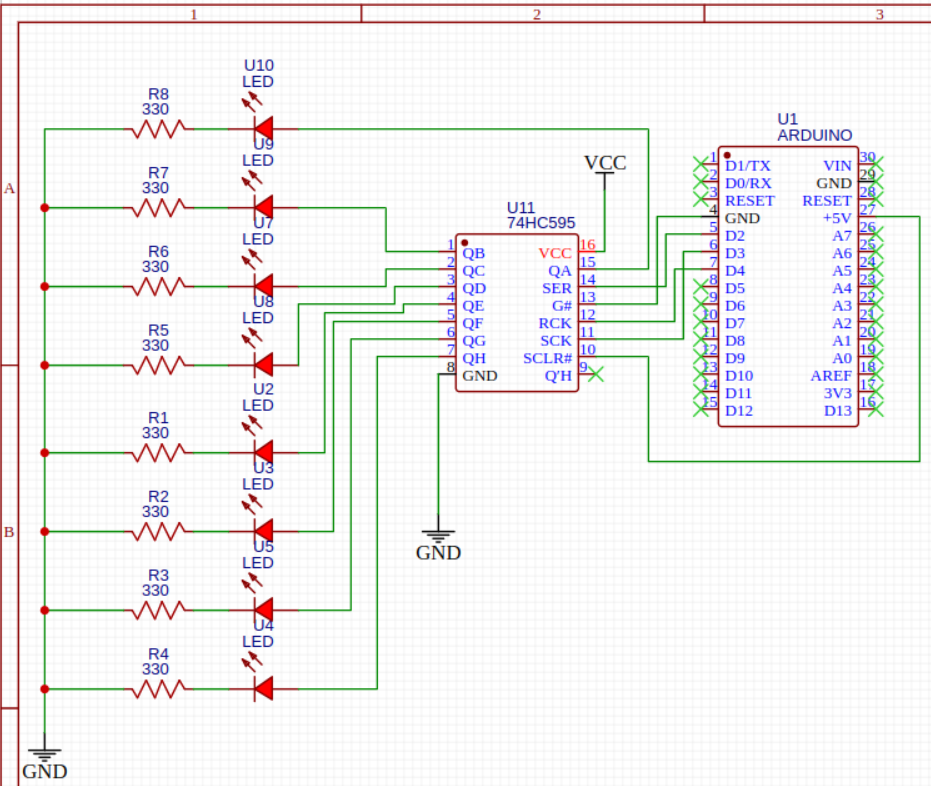 1
2
3
A
B
U10
LED
R8
330
U9
LED
R7
330
U7
LED
R6
330
U8
LED
R5
330
U2
LED
R1
330
U3
LED
R2
330
U5
LED
R3
330
U4
LED
R4
330
GND
VCC
U11
74HC595
1 QB
2 QC
3 QD
4 QE
5 QF
6 QG
7 QH
8 GND
VCC 16
QA 15
SER 14
G# 13
RCK 12
SCK 11
SCLR# 10
Q'H 9
GND
U1
ARDUINO
1 D1/TX
2 D0/RX
3 RESET
4 GND
5 D2
6 D3
7 D4
8 D5
9 D6
10 D7
11 D8
12 D9
13 D10
14 D11
15 D12
VIN 30
GND 29
RESET 28
+5V 27
A7 26
A6 25
A5 24
A4 23
A3 22
A2 21
A1 20
A0 19
AREF 18
3V3 17
D13 16